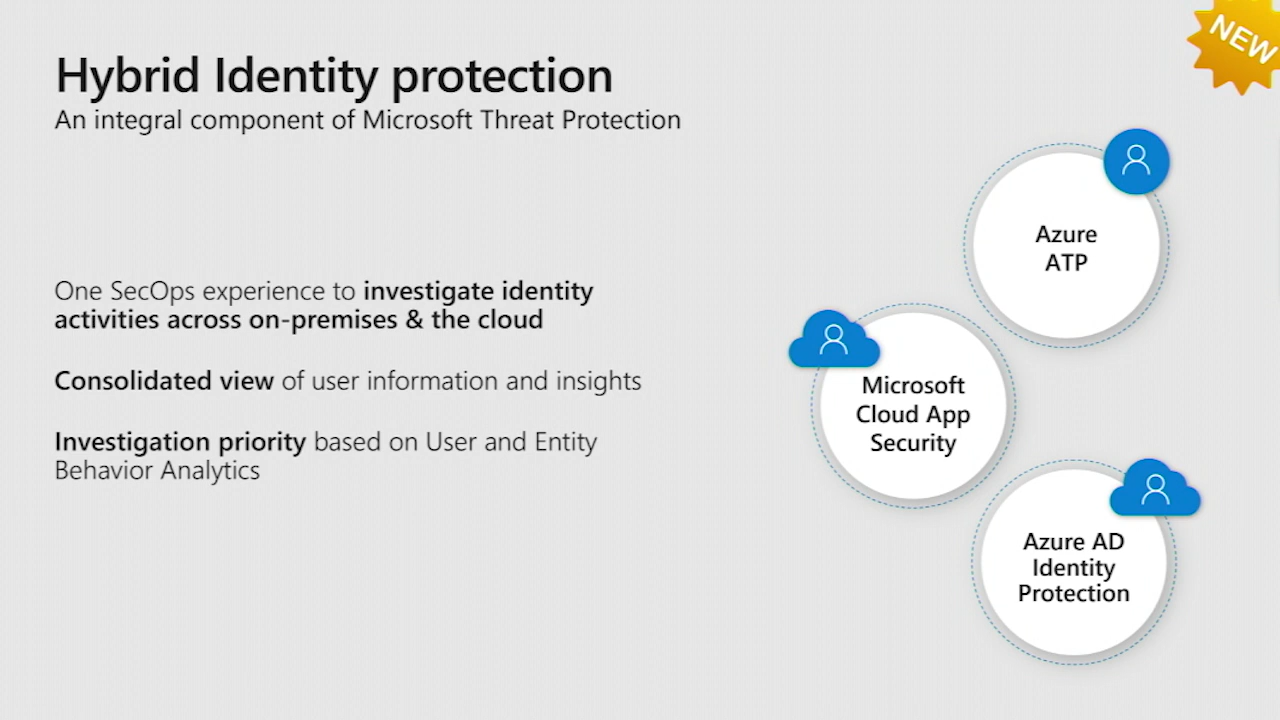 Hybrid Identity protection
An integral component of Microsoft Threat Protection
NEW
One SecOps experience to investigate identity
activities across on-premises & the cloud
Consolidated view of user information and insights
Investigation priority based on User and Entity
Behavior Analytics
Azure
ATP
Microsoft
Cloud App
Security
Azure AD
Identity
Protection